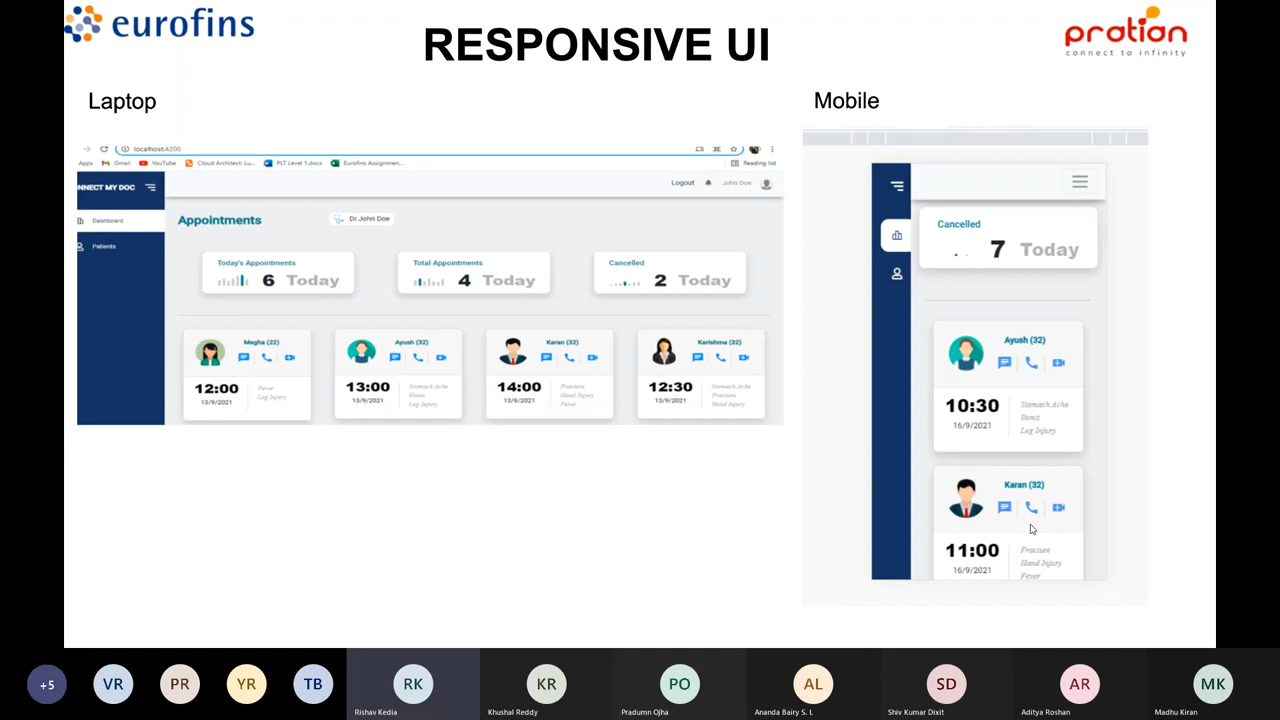 eurofins
RESPONSIVE UI
pratian
connect to infinity
Laptop
Mobile
localhost:4200
Apps Gmail YouTube Cloud Architect: Lu... PLT Level 1.docx Eurofins Assignmen... Reading list
NNECT MY DOC
Logout John Doe
Dashboard
Patients
Appointments
Dr.John Doe
Today's Appointments
6 Today
Total Appointments
4 Today
Cancelled
2 Today
Megha (22)
12:00
13/9/2021
Fever
Leg Injury
Ayush (32)
13:00
13/9/2021
Stomach Ache
Vomit
Leg Injury
Karan (32)
14:00
13/9/2021
Fracture
Hand Injury
Fever
Karishma (32)
12:30
13/9/2021
Stomach Ache
Fracture
Hand Injury
Cancelled
7 Today
Ayush (32)
10:30
16/9/2021
Stomach Ache
Vomit
Leg Injury
Karan (32)
11:00
16/9/2021
Fracture
Hand Injury
Fever
+5 VR PR YR TB RK KR PO AL SD AR MK
Rishav Kedia Khushal Reddy Pradumn Ojha Ananda Bairy S. L Shiv Kumar Dixit Aditya Roshan Madhu Kiran